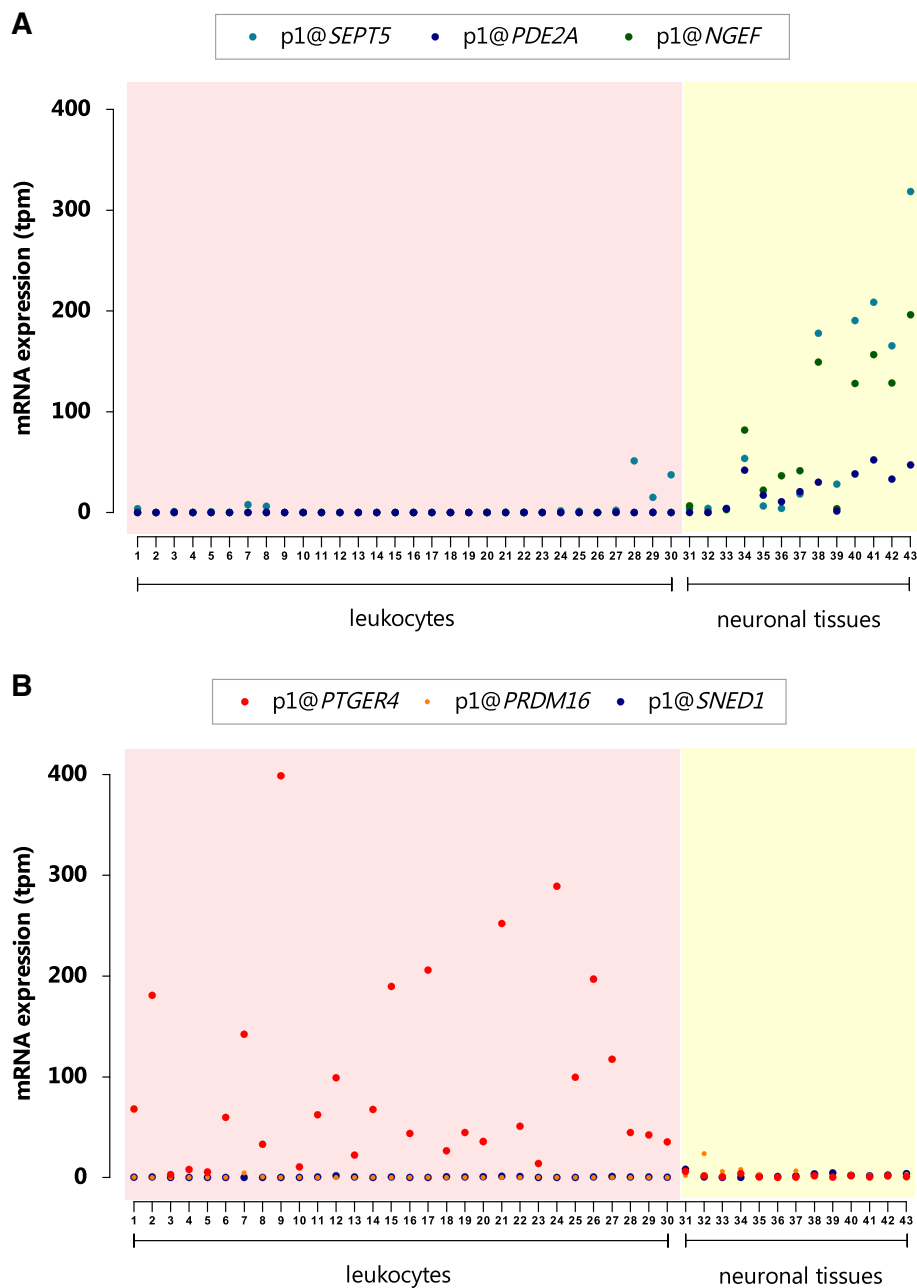 A
p1@SEPT5 p1@PDE2A p1@NGEF
mRNA expression (tpm)
400
300
200
100
0
1 2 3 4 5 6 7 8 9 10 11 12 13 14 15 16 17 18 19 20 21 22 23 24 25 26 27 28 29 30 31 32 33 34 35 36 37 38 39 40 41 42 43
leukocytes neuronal tissues
B
p1@PTGER4 p1@PRDM16 p1@SNED1
mRNA expression (tpm)
400
300
200
100
0
1 2 3 4 5 6 7 8 9 10 11 12 13 14 15 16 17 18 19 20 21 22 23 24 25 26 27 28 29 30 31 32 33 34 35 36 37 38 39 40 41 42 43
leukocytes neuronal tissues